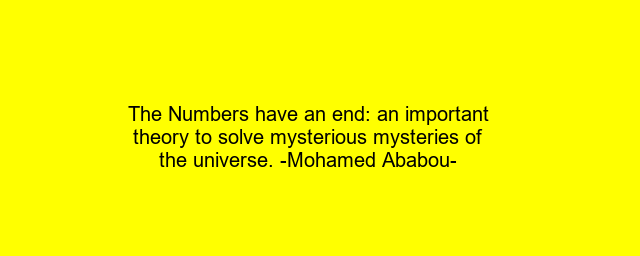 The Numbers have an end: an important
theory to solve mysterious mysteries of
the universe. -Mohamed Ababou-